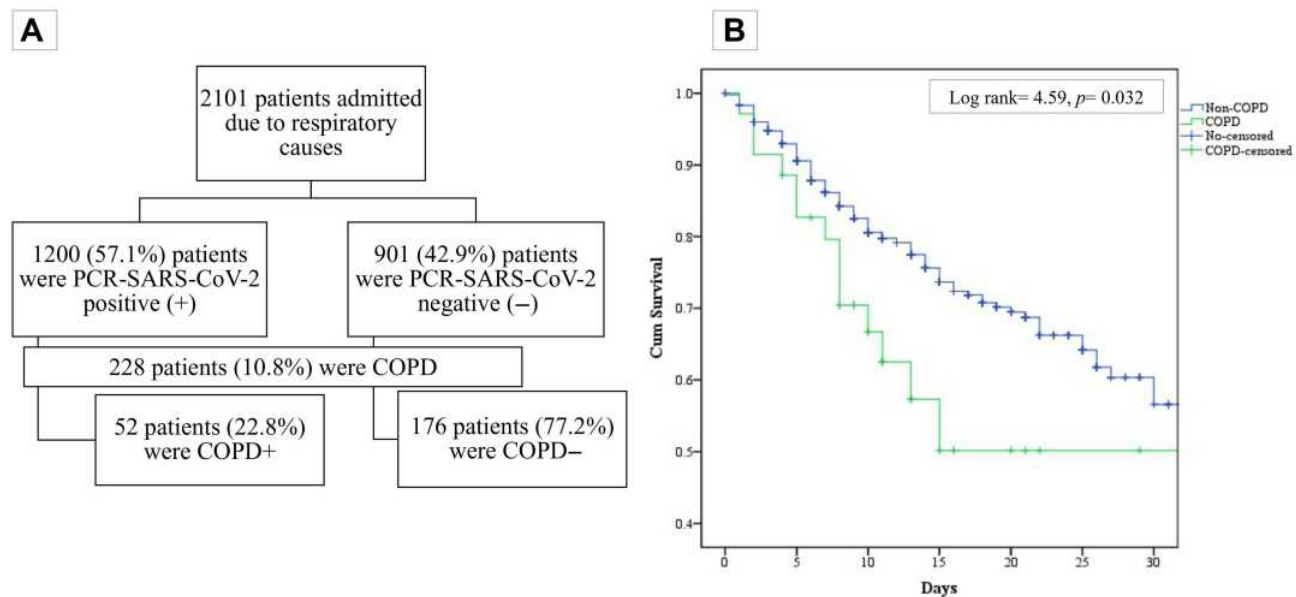 A
2101 patients admitted
due to respiratory
causes
1200 (57.1%) patients
were PCR-SARS-CoV-2
positive (+)
901 (42.9%) patients
were PCR-SARS-CoV-2
negative (–)
228 patients (10.8%) were COPD
52 patients (22.8%)
were COPD+
176 patients (77.2%)
were COPD–
B
Log rank= 4.59, p= 0.032
Non-COPD
COPD
No-censored
COPD-censored
Cum Survival
1.0
0.9
0.8
0.7
0.6
0.5
0.4
0 5 10 15 20 25 30
Days